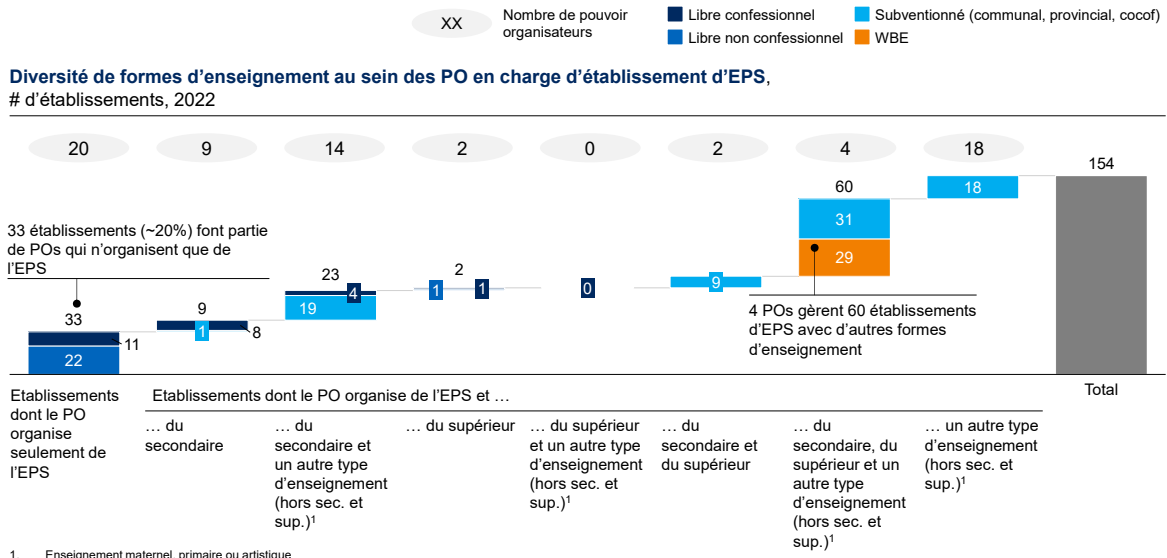 XX
Nombre de pouvoir
organisateurs
Libre confessionnel
Libre non confessionnel
Subventionné (communal, provincial, cocof)
WBE
Diversité de formes d'enseignement au sein des PO en charge d'établissement d'EPS,
# d'établissements, 2022
20 9 14 2 0 2 4 18
154
33 établissements (~20%) font partie
de POs qui n'organisent que de
l'EPS
33
11
22
9
8
1
23
4
19
2
1 1
0
9
60
31
29
18
4 POs gèrent 60 établissements
d'EPS avec d'autres formes
d'enseignement
Total
Etablissements
dont le PO
organise
seulement de
l'EPS
Etablissements dont le PO organise de l'EPS et …
… du
secondaire
… du
secondaire et
un autre type
d'enseignement
(hors sec. et
sup.)1
… du supérieur
… du supérieur
et un autre type
d'enseignement
(hors sec. et
sup.)1
… du
secondaire et
du supérieur
… du
secondaire, du
supérieur et un
autre type
d'enseignement
(hors sec. et
sup.)1
… un autre type
d'enseignement
(hors sec. et
sup.)1
1. Enseignement maternel, primaire ou artistique